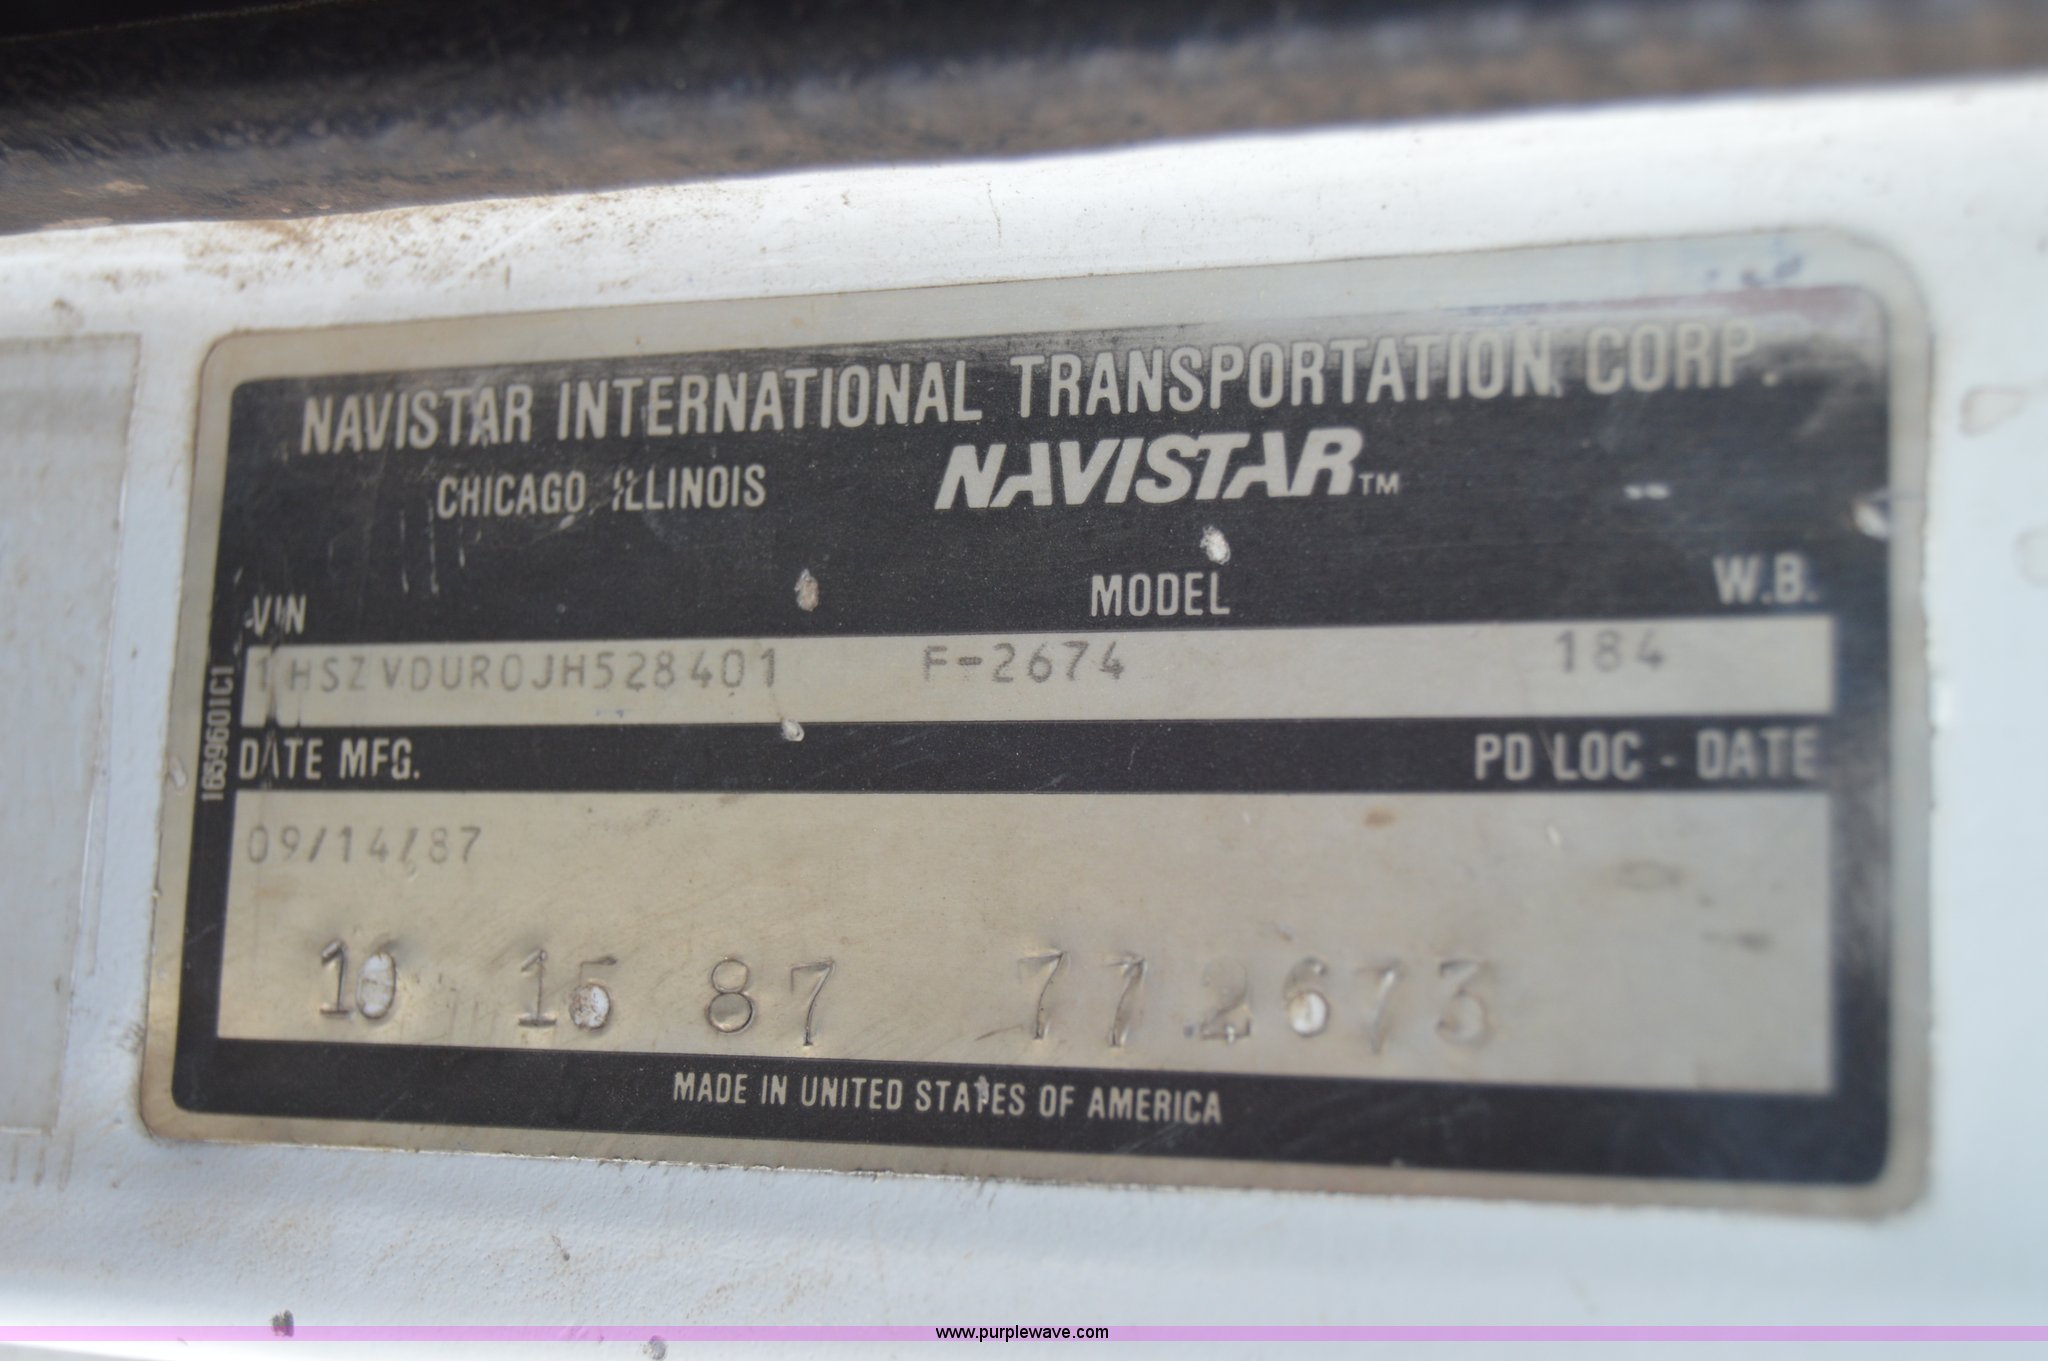 NAVISTAR INTERNATIONAL TRANSPORTATION CORP.
CHICAGO ILLINOIS NAVISTAR™
VIN MODEL W.B.
1HSZVDUR0JH528401 F-2674 184
1659601C1
DATE MFG. PD LOC - DATE
09/14/87
10 15 87 772673
MADE IN UNITED STATES OF AMERICA
www.purplewave.com